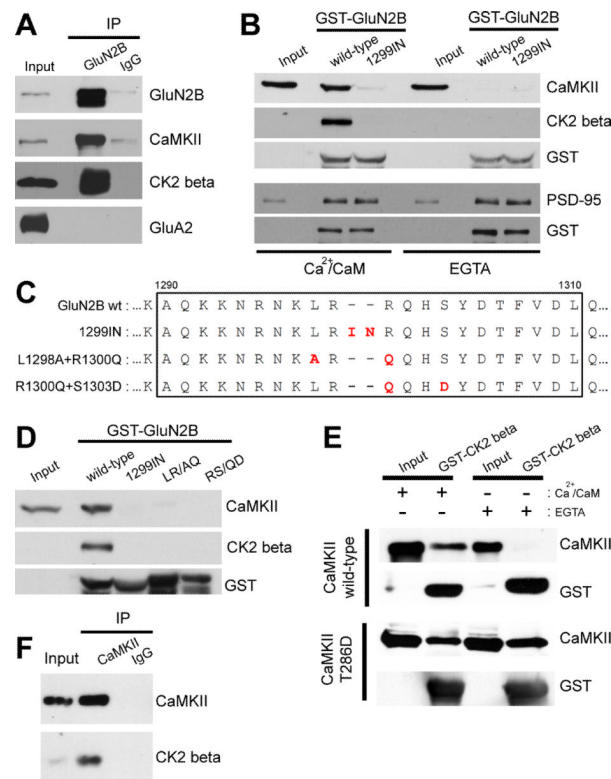 A
IP
Input
GluN2B
IgG
GluN2B
CaMKII
CK2 beta
GluA2
B
GST-GluN2B
GST-GluN2B
Input
wild-type
1299IN
Input
wild-type
1299IN
CaMKII
CK2 beta
GST
PSD-95
GST
Ca2+/CaM
EGTA
C
1290
1310
GluN2B wt : ...K A Q K K N R N K L R - - R Q H S Y D T F V D L Q...
1299IN : ...K A Q K K N R N K L R I N R Q H S Y D T F V D L Q...
L1298A+R1300Q : ...K A Q K K N R N K A R - - Q Q H S Y D T F V D L Q...
R1300Q+S1303D : ...K A Q K K N R N K L R - - Q Q H D Y D T F V D L Q...
D
GST-GluN2B
Input
wild-type
1299IN
LR/AQ
RS/QD
CaMKII
CK2 beta
GST
E
Input
GST-CK2 beta
Input
GST-CK2 beta
+ + - - : Ca2+/CaM
- - + + : EGTA
CaMKII
wild-type
CaMKII
GST
CaMKII
T286D
CaMKII
GST
F
IP
Input
CaMKII
IgG
CaMKII
CK2 beta